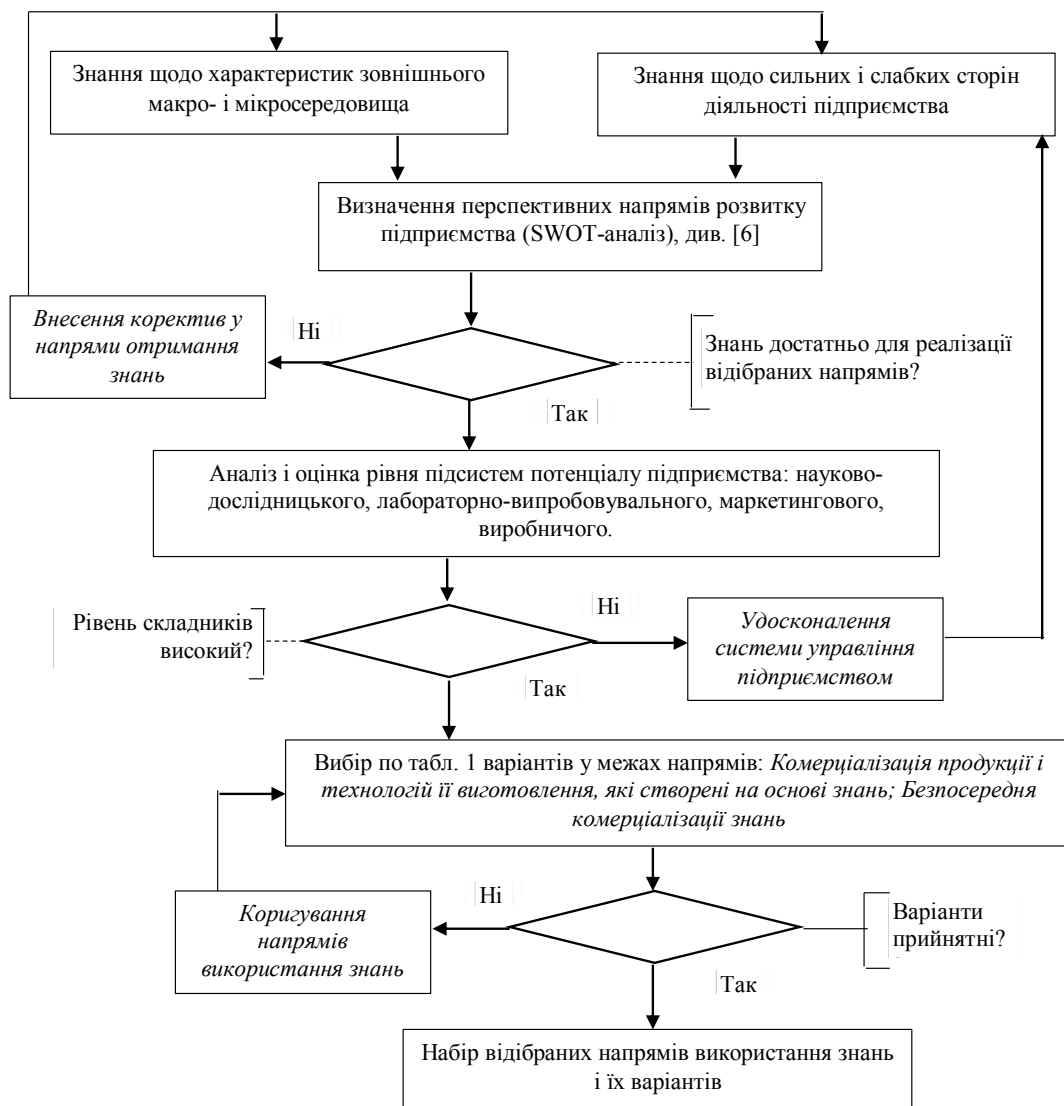 Знання щодо характеристик зовнішнього
макро- і мікросередовища
Знання щодо сильних і слабких сторін
діяльності підприємства
Визначення перспективних напрямів розвитку
підприємства (SWOT-аналіз), див. [6]
Внесення коректив у
напрями отримання
знань
Ні
Знань достатньо для реалізації
відібраних напрямів?
Так
Аналіз і оцінка рівня підсистем потенціалу підприємства: науково-
дослідницького, лабораторно-випробовувального, маркетингового,
виробничого.
Рівень складників
високий?
Ні
Удосконалення
системи управління
підприємством
Так
Вибір по табл. 1 варіантів у межах напрямів: Комерціалізація продукції і
технологій її виготовлення, які створені на основі знань; Безпосередня
комерціалізації знань
Коригування
напрямів
використання знань
Ні
Варіанти
прийнятні?
Так
Набір відібраних напрямів використання знань
і їх варіантів